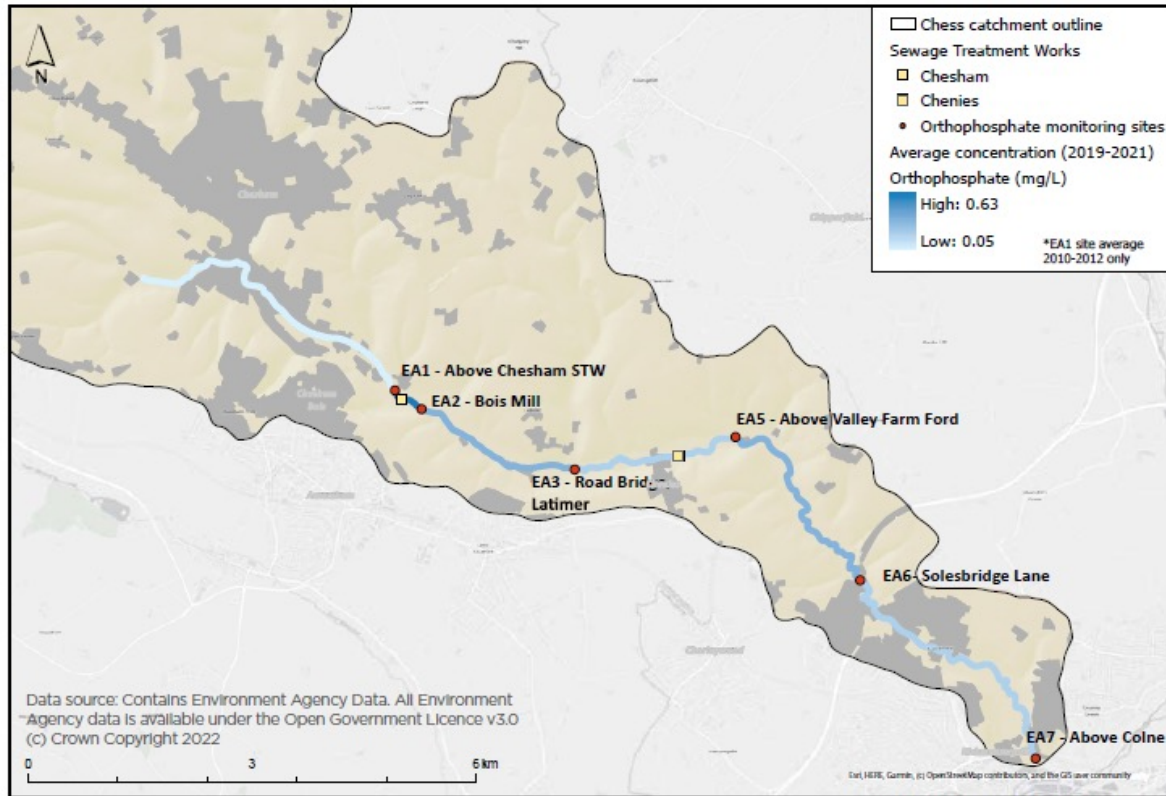 Chess catchment outline
Sewage Treatment Works
Chesham
Chenies
Orthophosphate monitoring sites
Average concentration (2019-2021)
Orthophosphate (mg/L)
High: 0.63
Low: 0.05
*EA1 site average
2010-2012 only
N
Chesham
Chipperfield
EA1 - Above Chesham STW
EA2 - Bois Mill
EA5 - Above Valley Farm Ford
EA3 - Road Bridge
Latimer
EA6- Solesbridge Lane
Chorleywood
EA7 - Above Colne
Data source: Contains Environment Agency Data. All Environment
Agency data is available under the Open Government Licence v3.0
(c) Crown Copyright 2022
0 3 6 km
Esri, HERE, Garmin, (c) OpenStreetMap contributors, and the GIS user community